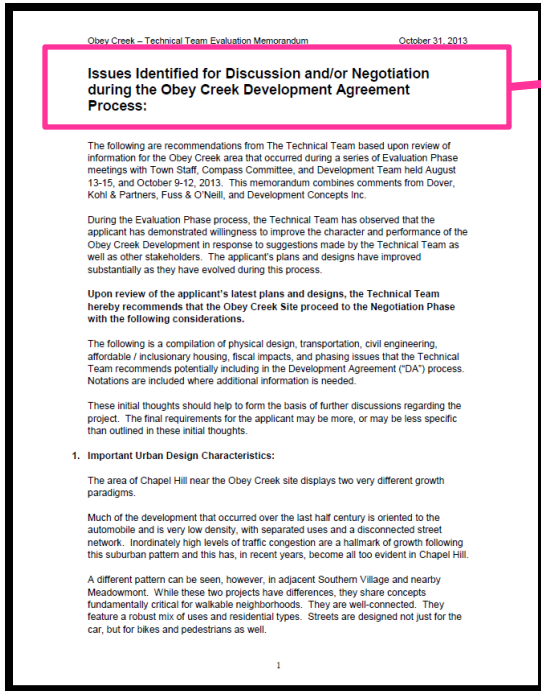 Obey Creek – Technical Team Evaluation Memorandum October 31, 2013
Issues Identified for Discussion and/or Negotiation
during the Obey Creek Development Agreement
Process:
The following are recommendations from The Technical Team based upon review of
information for the Obey Creek area that occurred during a series of Evaluation Phase
meetings with Town Staff, Compass Committee, and Development Team held August
13-15, and October 9-12, 2013. This memorandum combines comments from Dover,
Kohl & Partners, Fuss & O'Neill, and Development Concepts Inc.
During the Evaluation Phase process, the Technical Team has observed that the
applicant has demonstrated willingness to improve the character and performance of the
Obey Creek Development in response to suggestions made by the Technical Team as
well as other stakeholders. The applicant's plans and designs have improved
substantially as they have evolved during this process.
Upon review of the applicant's latest plans and designs, the Technical Team
hereby recommends that the Obey Creek Site proceed to the Negotiation Phase
with the following considerations.
The following is a compilation of physical design, transportation, civil engineering,
affordable / inclusionary housing, fiscal impacts, and phasing issues that the Technical
Team recommends potentially including in the Development Agreement ("DA") process.
Notations are included where additional information is needed.
These initial thoughts should help to form the basis of further discussions regarding the
project. The final requirements for the applicant may be more, or may be less specific
than outlined in these initial thoughts.
1. Important Urban Design Characteristics:
The area of Chapel Hill near the Obey Creek site displays two very different growth
paradigms.
Much of the development that occurred over the last half century is oriented to the
automobile and is very low density, with separated uses and a disconnected street
network. Inordinately high levels of traffic congestion are a hallmark of growth following
this suburban pattern and this has, in recent years, become all too evident in Chapel Hill.
A different pattern can be seen, however, in adjacent Southern Village and nearby
Meadowmont. While these two projects have differences, they share concepts
fundamentally critical for walkable neighborhoods. They are well-connected. They
feature a robust mix of uses and residential types. Streets are designed not just for the
car, but for bikes and pedestrians as well.
1